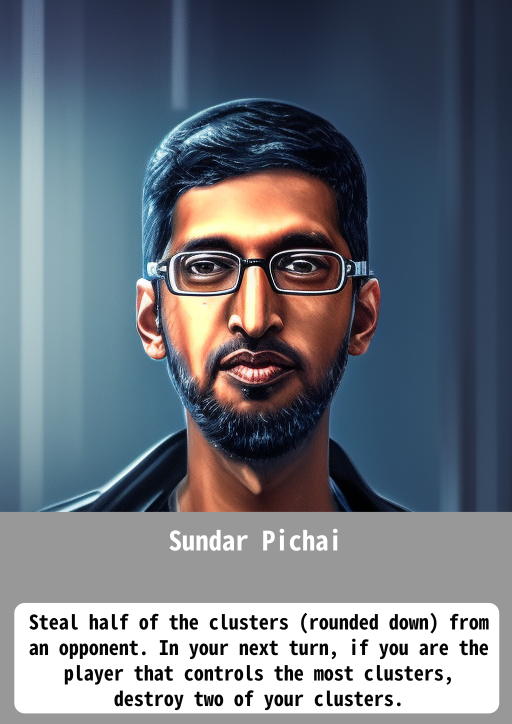 Sundar Pichai
Steal half of the clusters (rounded down) from
an opponent. In your next turn, if you are the
player that controls the most clusters,
destroy two of your clusters.